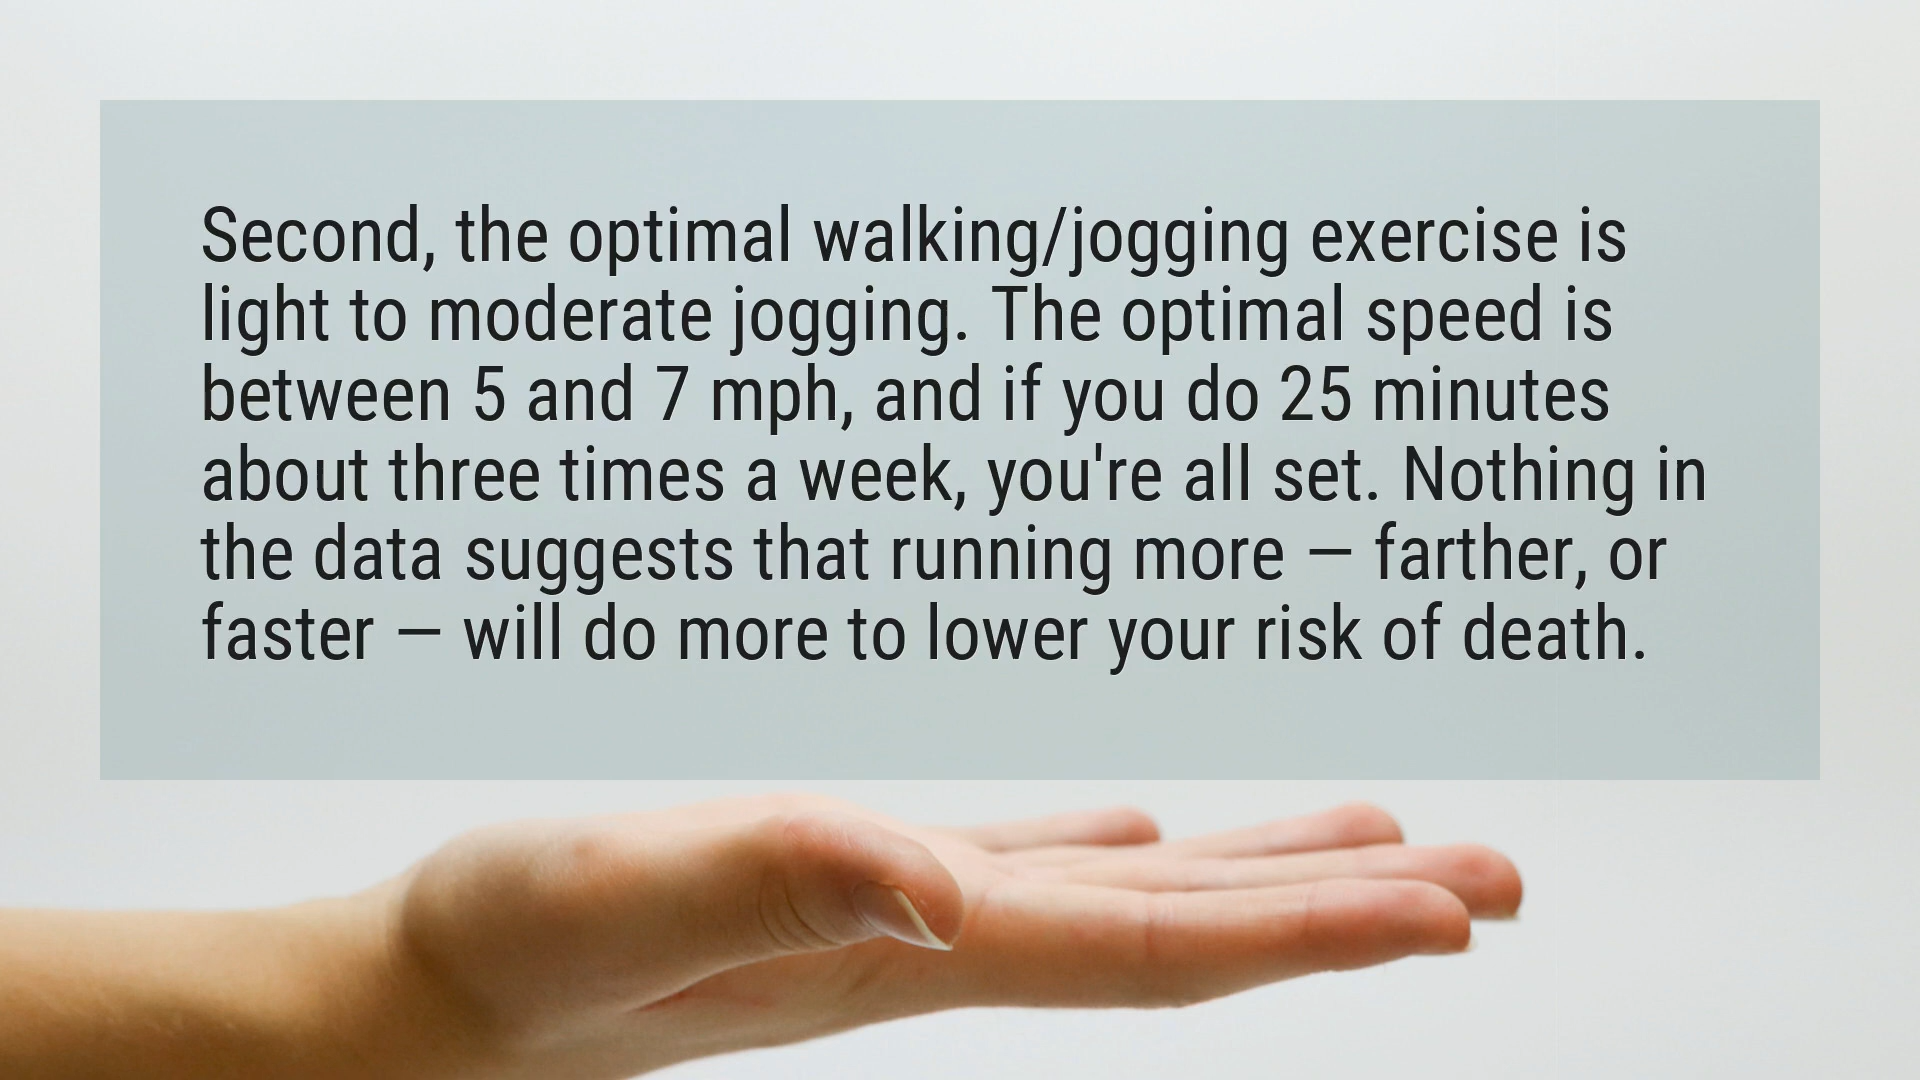 Second, the optimal walking/jogging exercise is
light to moderate jogging. The optimal speed is
between 5 and 7 mph, and if you do 25 minutes
about three times a week, you're all set. Nothing in
the data suggests that running more — farther, or
faster — will do more to lower your risk of death.